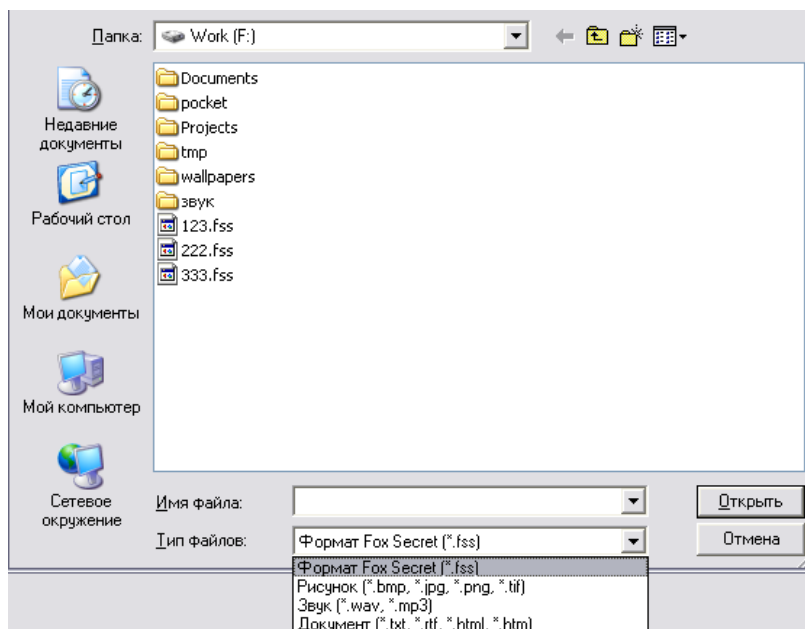 Папка:
Work (F:)
Недавние
документы
Рабочий стол
Мои документы
Мой компьютер
Сетевое
окружение
Documents
pocket
Projects
tmp
wallpapers
звук
123.fss
222.fss
333.fss
Имя файла:
Открыть
Тип файлов:
Формат Fox Secret (*.fss)
Отмена
Формат Fox Secret (*.fss)
Рисунок (*.bmp, *.jpg, *.png, *.tif)
Звук (*.wav, *.mp3)
Документ (*.txt, *.rtf, *.html, *.htm)